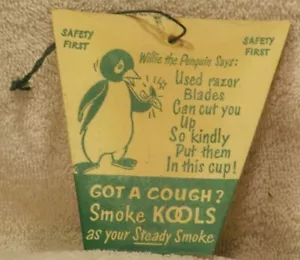 SAFETY
FIRST
SAFETY
FIRST
Willie the Penguin Says:
Used razor
Blades
Can cut you
Up
So kindly
Put them
In this cup!
GOT A COUGH?
Smoke KOOLS
as your Steady Smoke